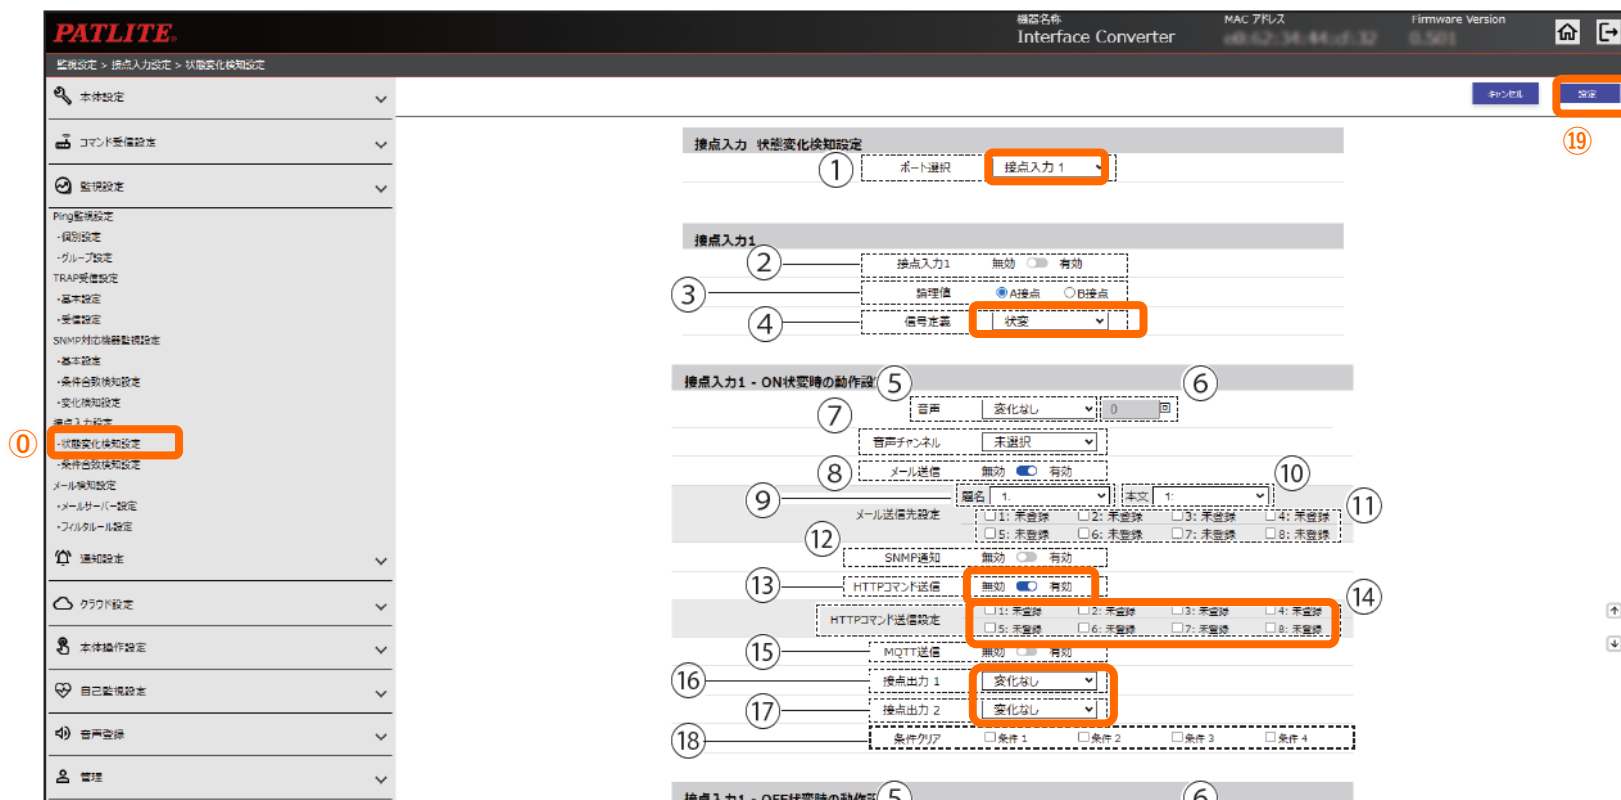 PATLITE
機器名称
Interface Converter
MAC アドレス
Firmware Version
0.501
監視設定 > 接点入力設定 > 状態変化検知設定
本体設定
コマンド受信設定
監視設定
Ping監視設定
-個別設定
-グループ設定
TRAP受信設定
-基本設定
-受信設定
SNMP対応機器監視設定
-基本設定
-条件合致検知設定
-変化検知設定
接点入力設定
⓪
-状態変化検知設定
-条件合致検知設定
メール検知設定
-メールサーバー設定
-フィルタルール設定
通知設定
クラウド設定
本体操作設定
自己監視設定
音声登録
管理
キャンセル
設定
⑲
接点入力 状態変化検知設定
① ポート選択 接点入力 1
接点入力1
② 接点入力1 無効 有効
③ 論理値 A接点 B接点
④ 信号定義 状変
接点入力1 - ON状変時の動作設
⑤ ⑥
音声 変化なし 0
⑦ 音声チャンネル 未選択
⑧ メール送信 無効 有効
⑨ 題名 1. 本文 1: ⑩
メール送信先設定 ⑪
1: 未登録 2: 未登録 3: 未登録 4: 未登録
5: 未登録 6: 未登録 7: 未登録 8: 未登録
⑫ SNMP通知 無効 有効
⑬ HTTPコマンド送信 無効 有効
HTTPコマンド送信設定 ⑭
1: 未登録 2: 未登録 3: 未登録 4: 未登録
5: 未登録 6: 未登録 7: 未登録 8: 未登録
⑮ MQTT送信 無効 有効
⑯ 接点出力 1 変化なし
⑰ 接点出力 2 変化なし
⑱ 条件クリア 条件 1 条件 2 条件 3 条件 4
接点入力1 - OFF状変時の動作設
⑤ ⑥